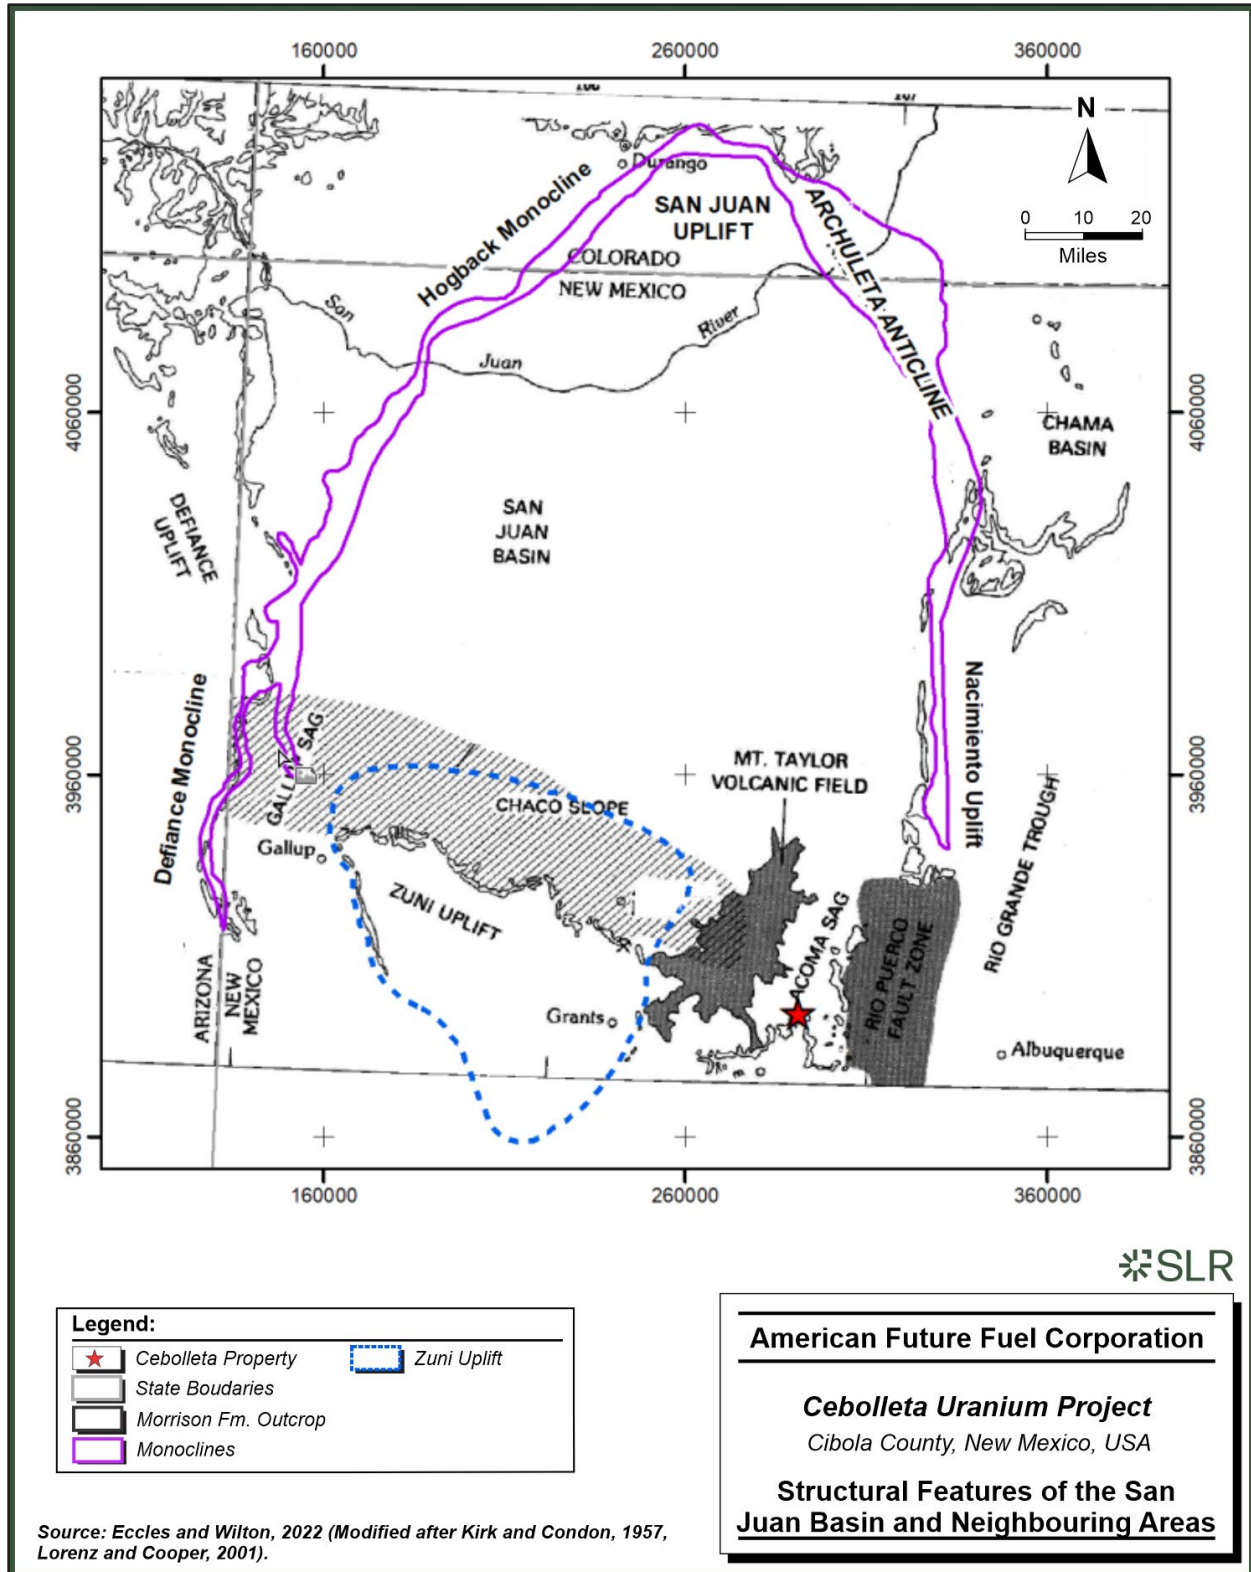 160000
260000
360000
N
0 10 20
Miles
Durango
Hogback Monocline
SAN JUAN
UPLIFT
ARCHULETA ANTICLINE
COLORADO
NEW MEXICO
San
Juan
River
4060000
4060000
CHAMA
BASIN
SAN
JUAN
BASIN
DEFIANCE
UPLIFT
Defiance Monocline
Nacimiento Uplift
SAG
MT. TAYLOR
VOLCANIC FIELD
3960000
3960000
CHACO SLOPE
Gallup
ZUNI UPLIFT
ACOMA SAG
RIO PUERCO
FAULT ZONE
RIO GRANDE TROUGH
ARIZONA
NEW
MEXICO
Grants
Albuquerque
3860000
3860000
160000
260000
360000
SLR
Legend:
Cebolleta Property
Zuni Uplift
State Boudaries
Morrison Fm. Outcrop
Monoclines
American Future Fuel Corporation
Cebolleta Uranium Project
Cibola County, New Mexico, USA
Structural Features of the San
Juan Basin and Neighbouring Areas
Source: Eccles and Wilton, 2022 (Modified after Kirk and Condon, 1957,
Lorenz and Cooper, 2001).